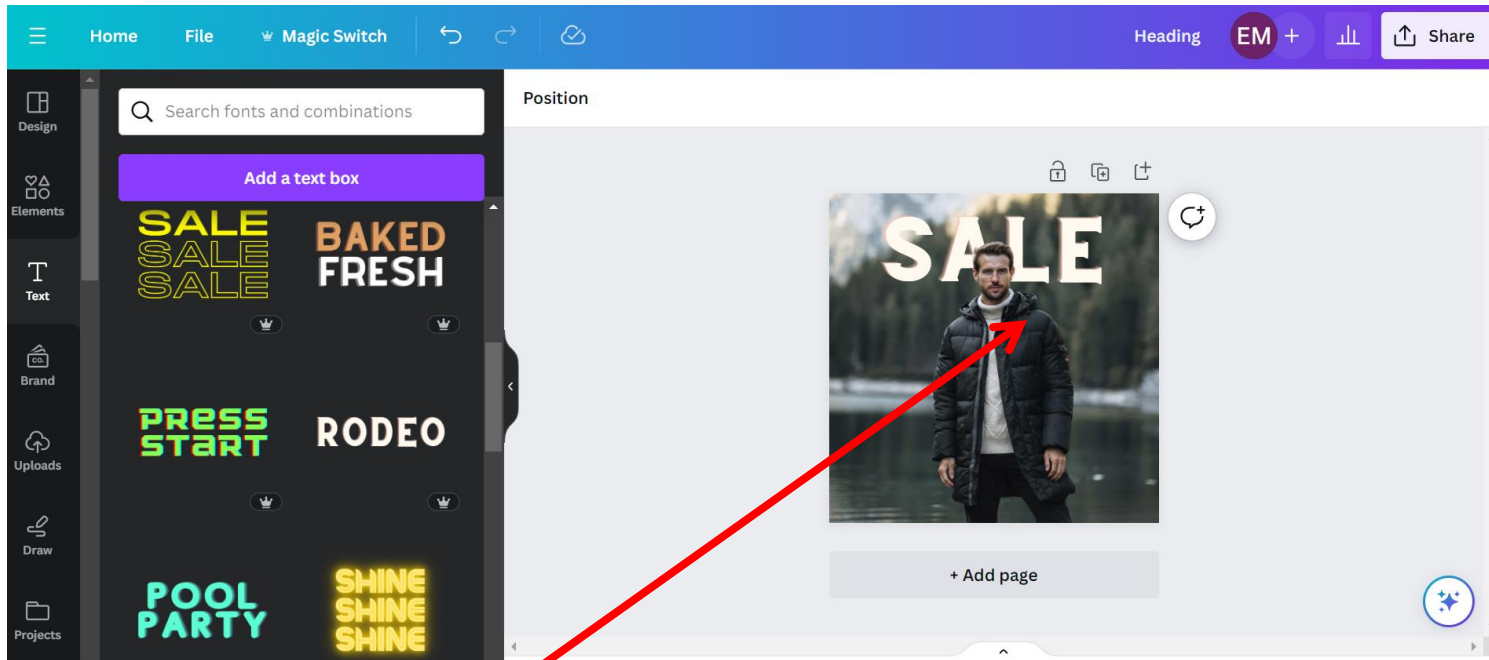 Home File Magic Switch Heading EM + Share
Design
Elements
Text
Brand
CO.
Uploads
Draw
Projects
Search fonts and combinations
Add a text box
SALE
SALE
SALE
BAKED
FRESH
PRESS
START
RODEO
POOL
PARTY
SHINE
SHINE
SHINE
Position
SALE
+ Add page